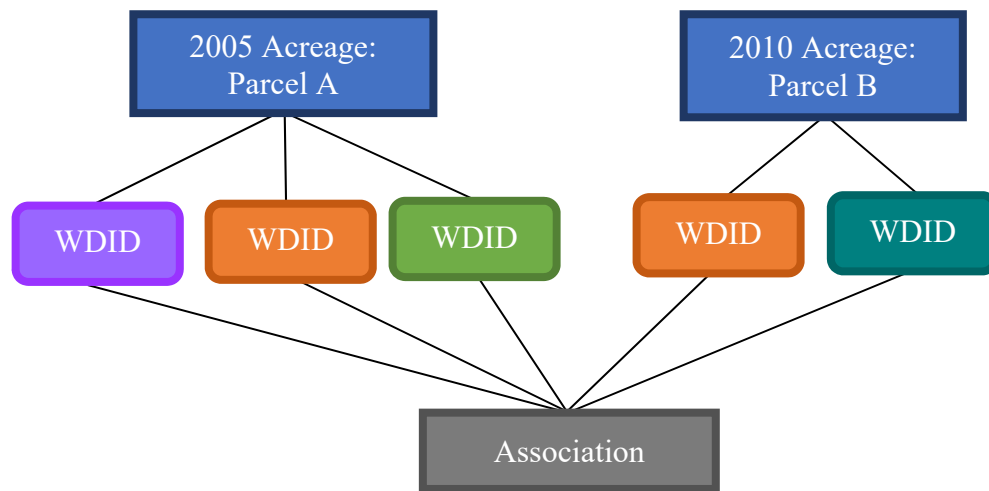 2005 Acreage:
Parcel A
2010 Acreage:
Parcel B
WDID
WDID
WDID
WDID
WDID
Association